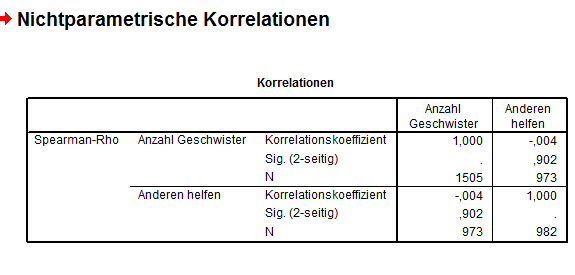 Nichtparametrische Korrelationen
Korrelationen
Anzahl Geschwister Anderen helfen
Spearman-Rho Anzahl Geschwister Korrelationskoeffizient 1,000 -,004
Sig. (2-seitig) . ,902
N 1505 973
Anderen helfen Korrelationskoeffizient -,004 1,000
Sig. (2-seitig) ,902 .
N 973 982